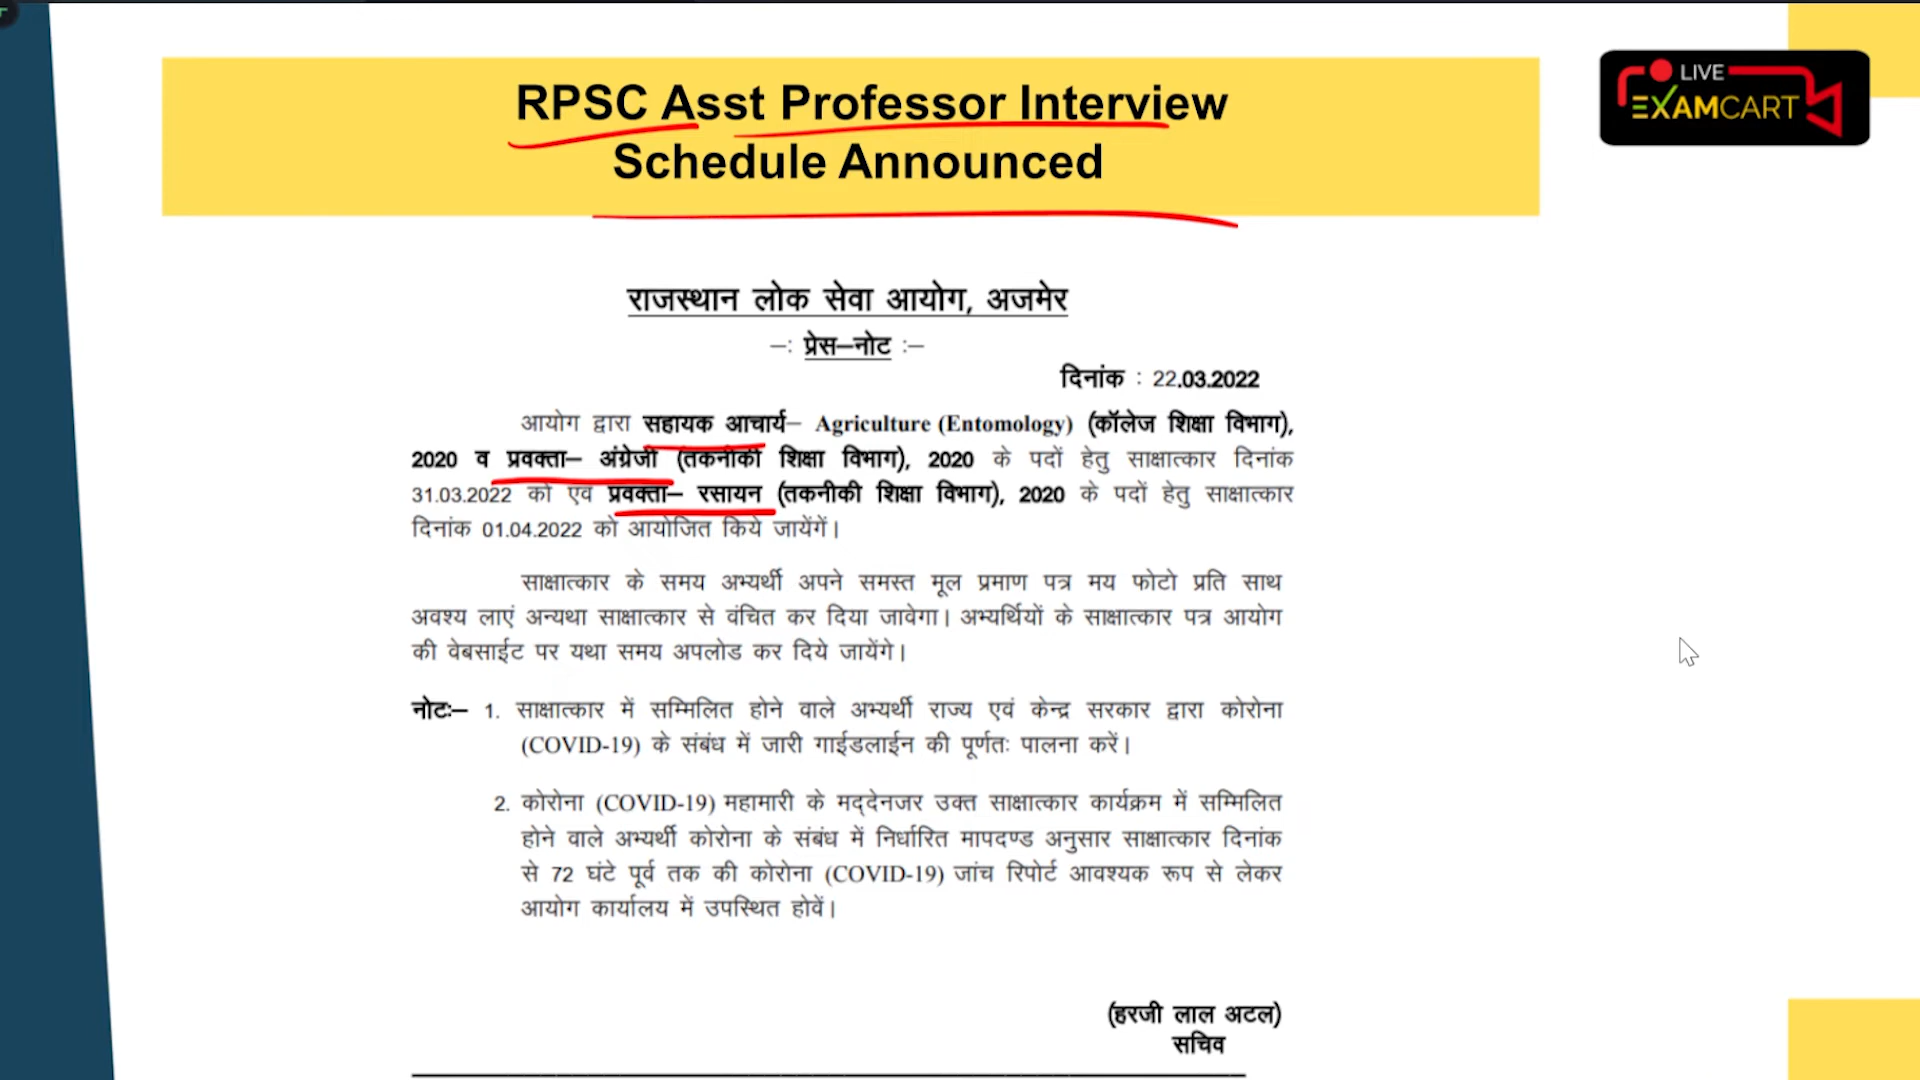 LIVE
EXAMCART
RPSC Asst Professor Interview
Schedule Announced
राजस्थान लोक सेवा आयोग, अजमेर
–: प्रेस–नोट :–
दिनांक : 22.03.2022
आयोग द्वारा सहायक आचार्य– Agriculture (Entomology) (कॉलेज शिक्षा विभाग),
2020 व प्रवक्ता– अंग्रेजी (तकनीकी शिक्षा विभाग), 2020 के पदों हेतु साक्षात्कार दिनांक
31.03.2022 को एवं प्रवक्ता– रसायन (तकनीकी शिक्षा विभाग), 2020 के पदों हेतु साक्षात्कार
दिनांक 01.04.2022 को आयोजित किये जायेंगें।
साक्षात्कार के समय अभ्यर्थी अपने समस्त मूल प्रमाण पत्र मय फोटो प्रति साथ
अवश्य लाएं अन्यथा साक्षात्कार से वंचित कर दिया जावेगा। अभ्यर्थियों के साक्षात्कार पत्र आयोग
की वेबसाईट पर यथा समय अपलोड कर दिये जायेंगे।
नोटः– 1. साक्षात्कार में सम्मिलित होने वाले अभ्यर्थी राज्य एवं केन्द्र सरकार द्वारा कोरोना
(COVID-19) के संबंध में जारी गाईडलाईन की पूर्णतः पालना करें।
2. कोरोना (COVID-19) महामारी के मद्देनजर उक्त साक्षात्कार कार्यक्रम में सम्मिलित
होने वाले अभ्यर्थी कोरोना के संबंध में निर्धारित मापदण्ड अनुसार साक्षात्कार दिनांक
से 72 घंटे पूर्व तक की कोरोना (COVID-19) जांच रिपोर्ट आवश्यक रूप से लेकर
आयोग कार्यालय में उपस्थित होवें।
(हरजी लाल अटल)
सचिव